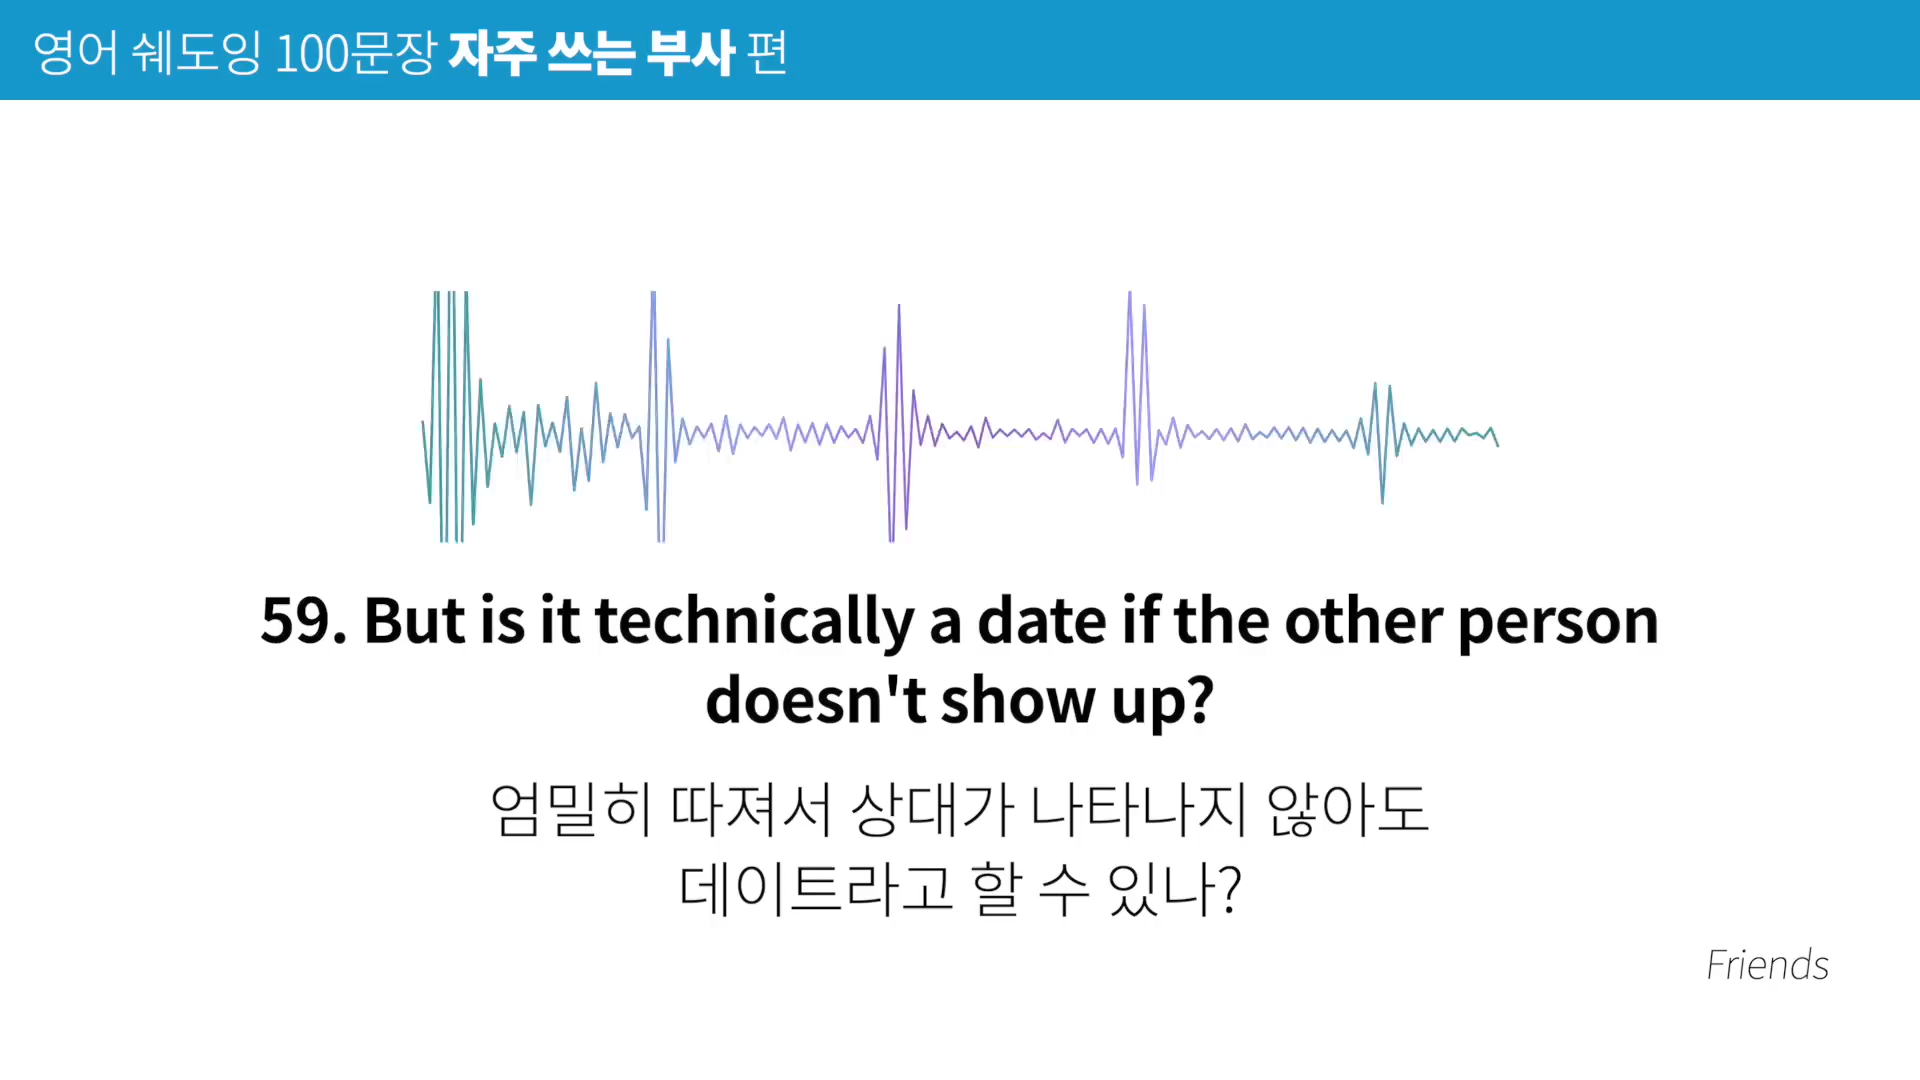 영어 쉐도잉 100문장 자주 쓰는 부사 편
59. But is it technically a date if the other person
doesn't show up?
엄밀히 따져서 상대가 나타나지 않아도
데이트라고 할 수 있나?
Friends